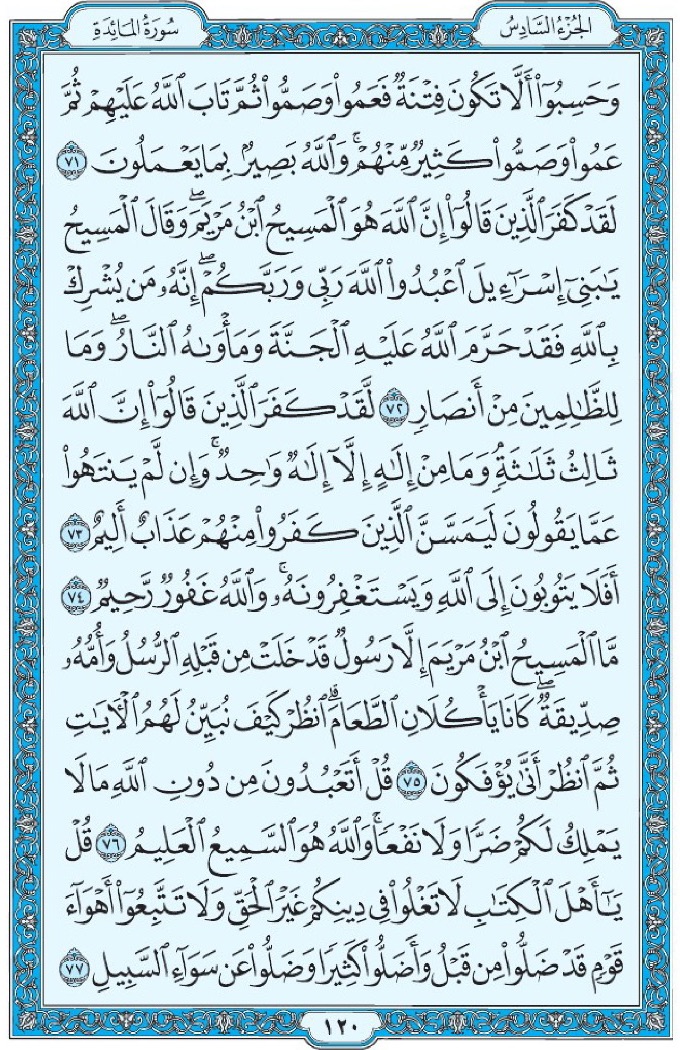 الجزء السادس
سورة المائدة
وَحَسِبُوٓا۟ أَلَّا تَكُونَ فِتْنَةٌ فَعَمُوا۟ وَصَمُّوا۟ ثُمَّ تَابَ ٱللَّهُ عَلَيْهِمْ ثُمَّ
عَمُوا۟ وَصَمُّوا۟ كَثِيرٌ مِّنْهُمْ ۚ وَٱللَّهُ بَصِيرٌۢ بِمَا يَعْمَلُونَ ٧١
لَقَدْ كَفَرَ ٱلَّذِينَ قَالُوٓا۟ إِنَّ ٱللَّهَ هُوَ ٱلْمَسِيحُ ٱبْنُ مَرْيَمَ ۖ وَقَالَ ٱلْمَسِيحُ
يَٰبَنِىٓ إِسْرَٰٓءِيلَ ٱعْبُدُوا۟ ٱللَّهَ رَبِّى وَرَبَّكُمْ ۖ إِنَّهُۥ مَن يُشْرِكْ
بِٱللَّهِ فَقَدْ حَرَّمَ ٱللَّهُ عَلَيْهِ ٱلْجَنَّةَ وَمَأْوَىٰهُ ٱلنَّارُ ۖ وَمَا
لِلظَّٰلِمِينَ مِنْ أَنصَارٍ ٧٢ لَّقَدْ كَفَرَ ٱلَّذِينَ قَالُوٓا۟ إِنَّ ٱللَّهَ
ثَالِثُ ثَلَٰثَةٍ ۘ وَمَا مِنْ إِلَٰهٍ إِلَّآ إِلَٰهٌ وَٰحِدٌ ۚ وَإِن لَّمْ يَنتَهُوا۟
عَمَّا يَقُولُونَ لَيَمَسَّنَّ ٱلَّذِينَ كَفَرُوا۟ مِنْهُمْ عَذَابٌ أَلِيمٌ ٧٣
أَفَلَا يَتُوبُونَ إِلَى ٱللَّهِ وَيَسْتَغْفِرُونَهُۥ ۚ وَٱللَّهُ غَفُورٌ رَّحِيمٌ ٧٤
مَّا ٱلْمَسِيحُ ٱبْنُ مَرْيَمَ إِلَّا رَسُولٌ قَدْ خَلَتْ مِن قَبْلِهِ ٱلرُّسُلُ وَأُمُّهُۥ
صِدِّيقَةٌ ۖ كَانَا يَأْكُلَانِ ٱلطَّعَامَ ۗ ٱنظُرْ كَيْفَ نُبَيِّنُ لَهُمُ ٱلْءَايَٰتِ
ثُمَّ ٱنظُرْ أَنَّىٰ يُؤْفَكُونَ ٧٥ قُلْ أَتَعْبُدُونَ مِن دُونِ ٱللَّهِ مَا لَا
يَمْلِكُ لَكُمْ ضَرًّا وَلَا نَفْعًا ۚ وَٱللَّهُ هُوَ ٱلسَّمِيعُ ٱلْعَلِيمُ ٧٦ قُلْ
يَٰٓأَهْلَ ٱلْكِتَٰبِ لَا تَغْلُوا۟ فِى دِينِكُمْ غَيْرَ ٱلْحَقِّ وَلَا تَتَّبِعُوٓا۟ أَهْوَآءَ
قَوْمٍ قَدْ ضَلُّوا۟ مِن قَبْلُ وَأَضَلُّوا۟ كَثِيرًا وَضَلُّوا۟ عَن سَوَآءِ ٱلسَّبِيلِ ٧٧
١٢٠